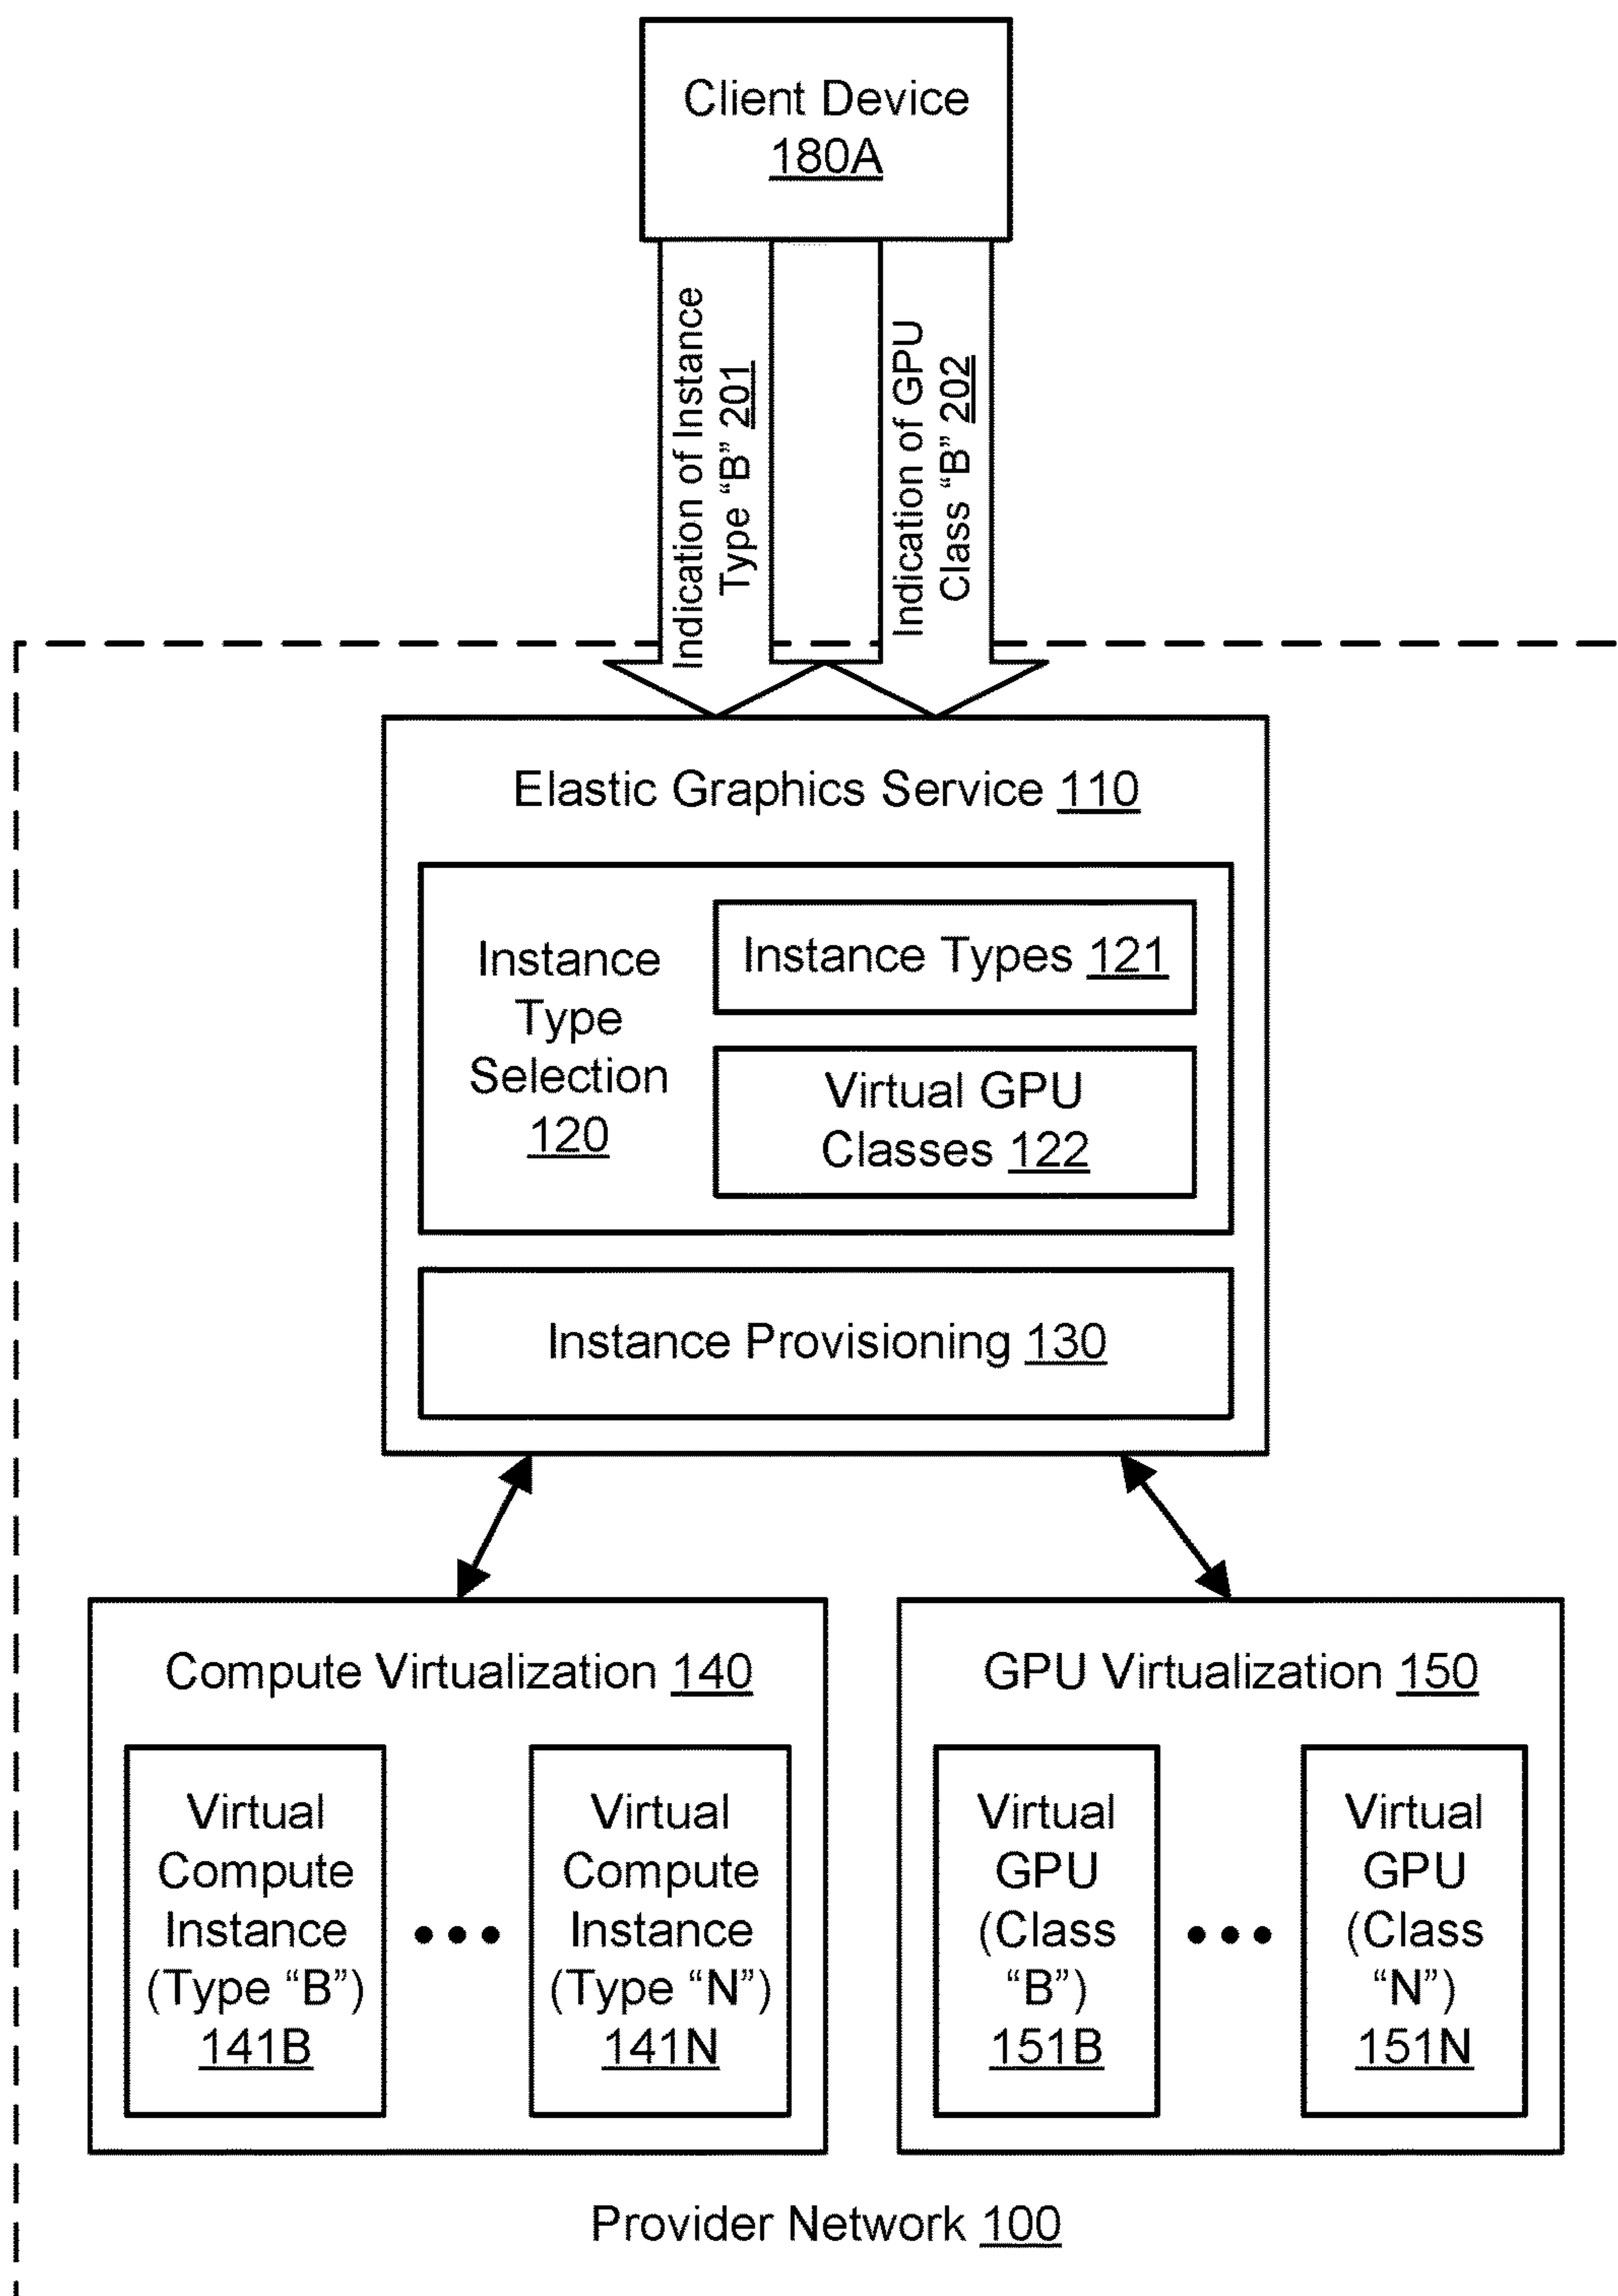 Client Device
180A
Indication of Instance
Type “B” 201
Indication of GPU
Class “B” 202
Elastic Graphics Service 110
Instance
Type
Selection
120
Instance Types 121
Virtual GPU
Classes 122
Instance Provisioning 130
Compute Virtualization 140
Virtual
Compute
Instance
(Type “B”)
141B
Virtual
Compute
Instance
(Type “N”)
141N
GPU Virtualization 150
Virtual
GPU
(Class
“B”)
151B
Virtual
GPU
(Class
“N”)
151N
Provider Network 100